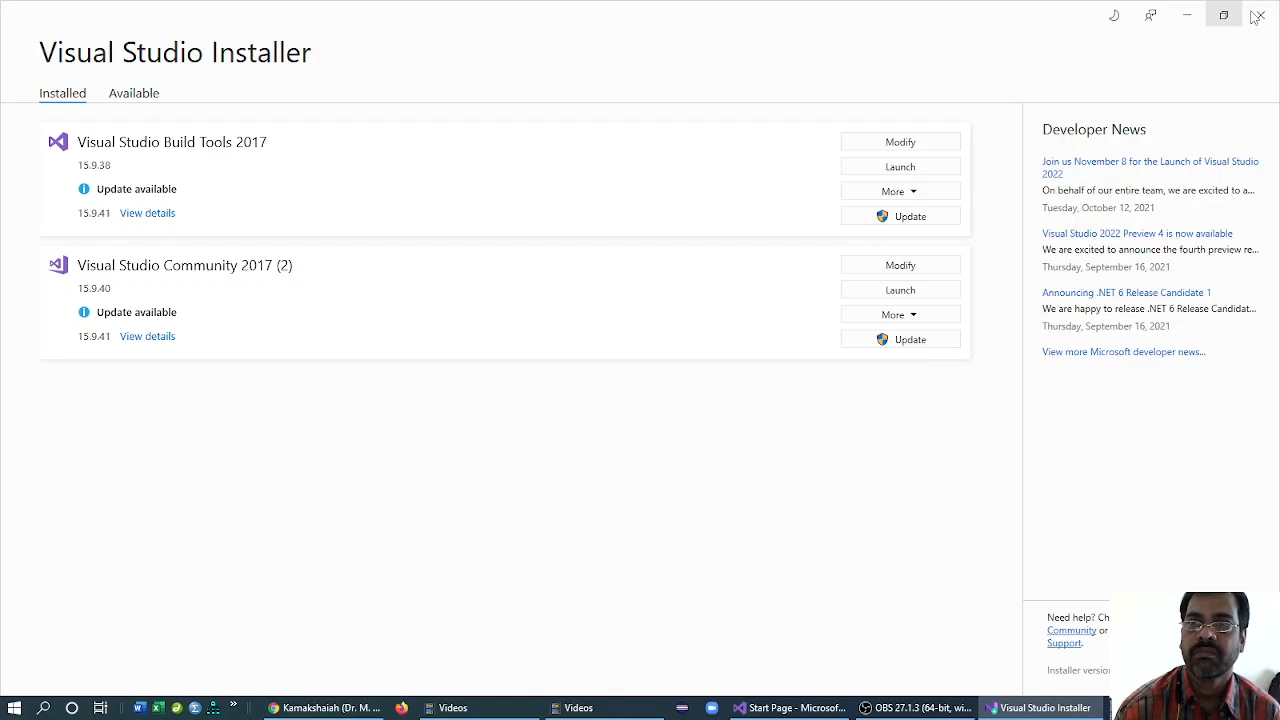 Visual Studio Installer
Installed
Available
Visual Studio Build Tools 2017
15.9.38
Update available
15.9.41 View details
Modify
Launch
More
Update
Visual Studio Community 2017 (2)
15.9.40
Update available
15.9.41 View details
Modify
Launch
More
Update
Developer News
Join us November 8 for the Launch of Visual Studio
2022
On behalf of our entire team, we are excited to a...
Tuesday, October 12, 2021
Visual Studio 2022 Preview 4 is now available
We are excited to announce the fourth preview re...
Thursday, September 16, 2021
Announcing .NET 6 Release Candidate 1
We are happy to release .NET 6 Release Candidat...
Thursday, September 16, 2021
View more Microsoft developer news...
Need help? Ch
Community or
Support.
Installer versio
Kamakshaiah (Dr. M. ...
Videos
Videos
Start Page - Microsof...
OBS 27.1.3 (64-bit, wi...
Visual Studio Installer